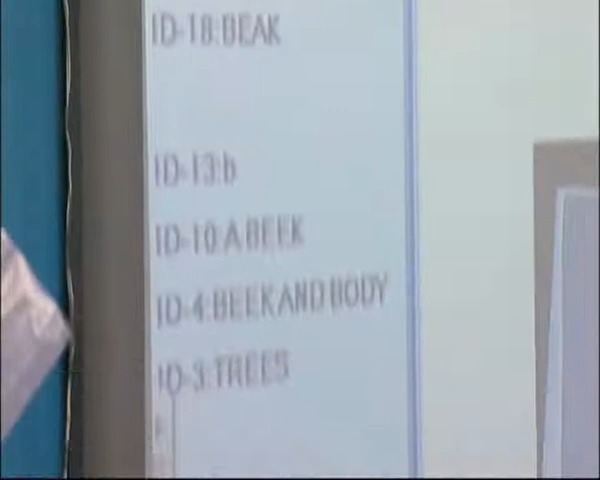 ID-18:BEAK
ID-13:b
ID-10:A BEEK
ID-4:BEEK AND BODY
ID-3:TREES